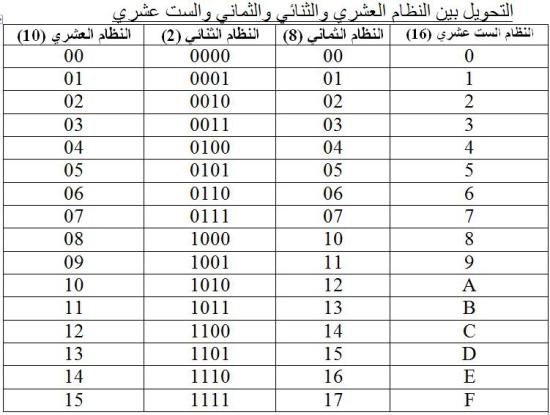 التحويل بين النظام العشري والثنائي والثماني والست عشري
النظام العشري (10) النظام الثنائي (2) النظام الثماني (8) النظام الست عشري (16)
00 0000 00 0
01 0001 01 1
02 0010 02 2
03 0011 03 3
04 0100 04 4
05 0101 05 5
06 0110 06 6
07 0111 07 7
08 1000 10 8
09 1001 11 9
10 1010 12 A
11 1011 13 B
12 1100 14 C
13 1101 15 D
14 1110 16 E
15 1111 17 F